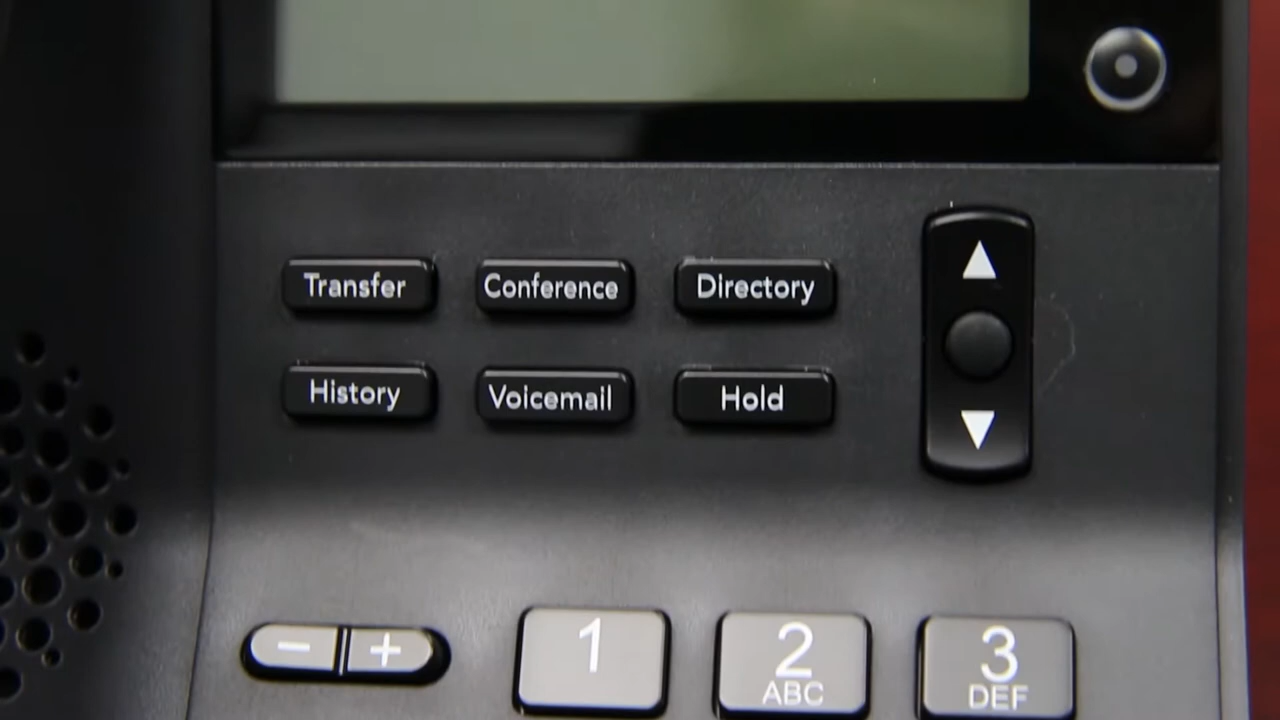 Transfer Conference Directory
History Voicemail Hold
- + 1 2 3
ABC DEF